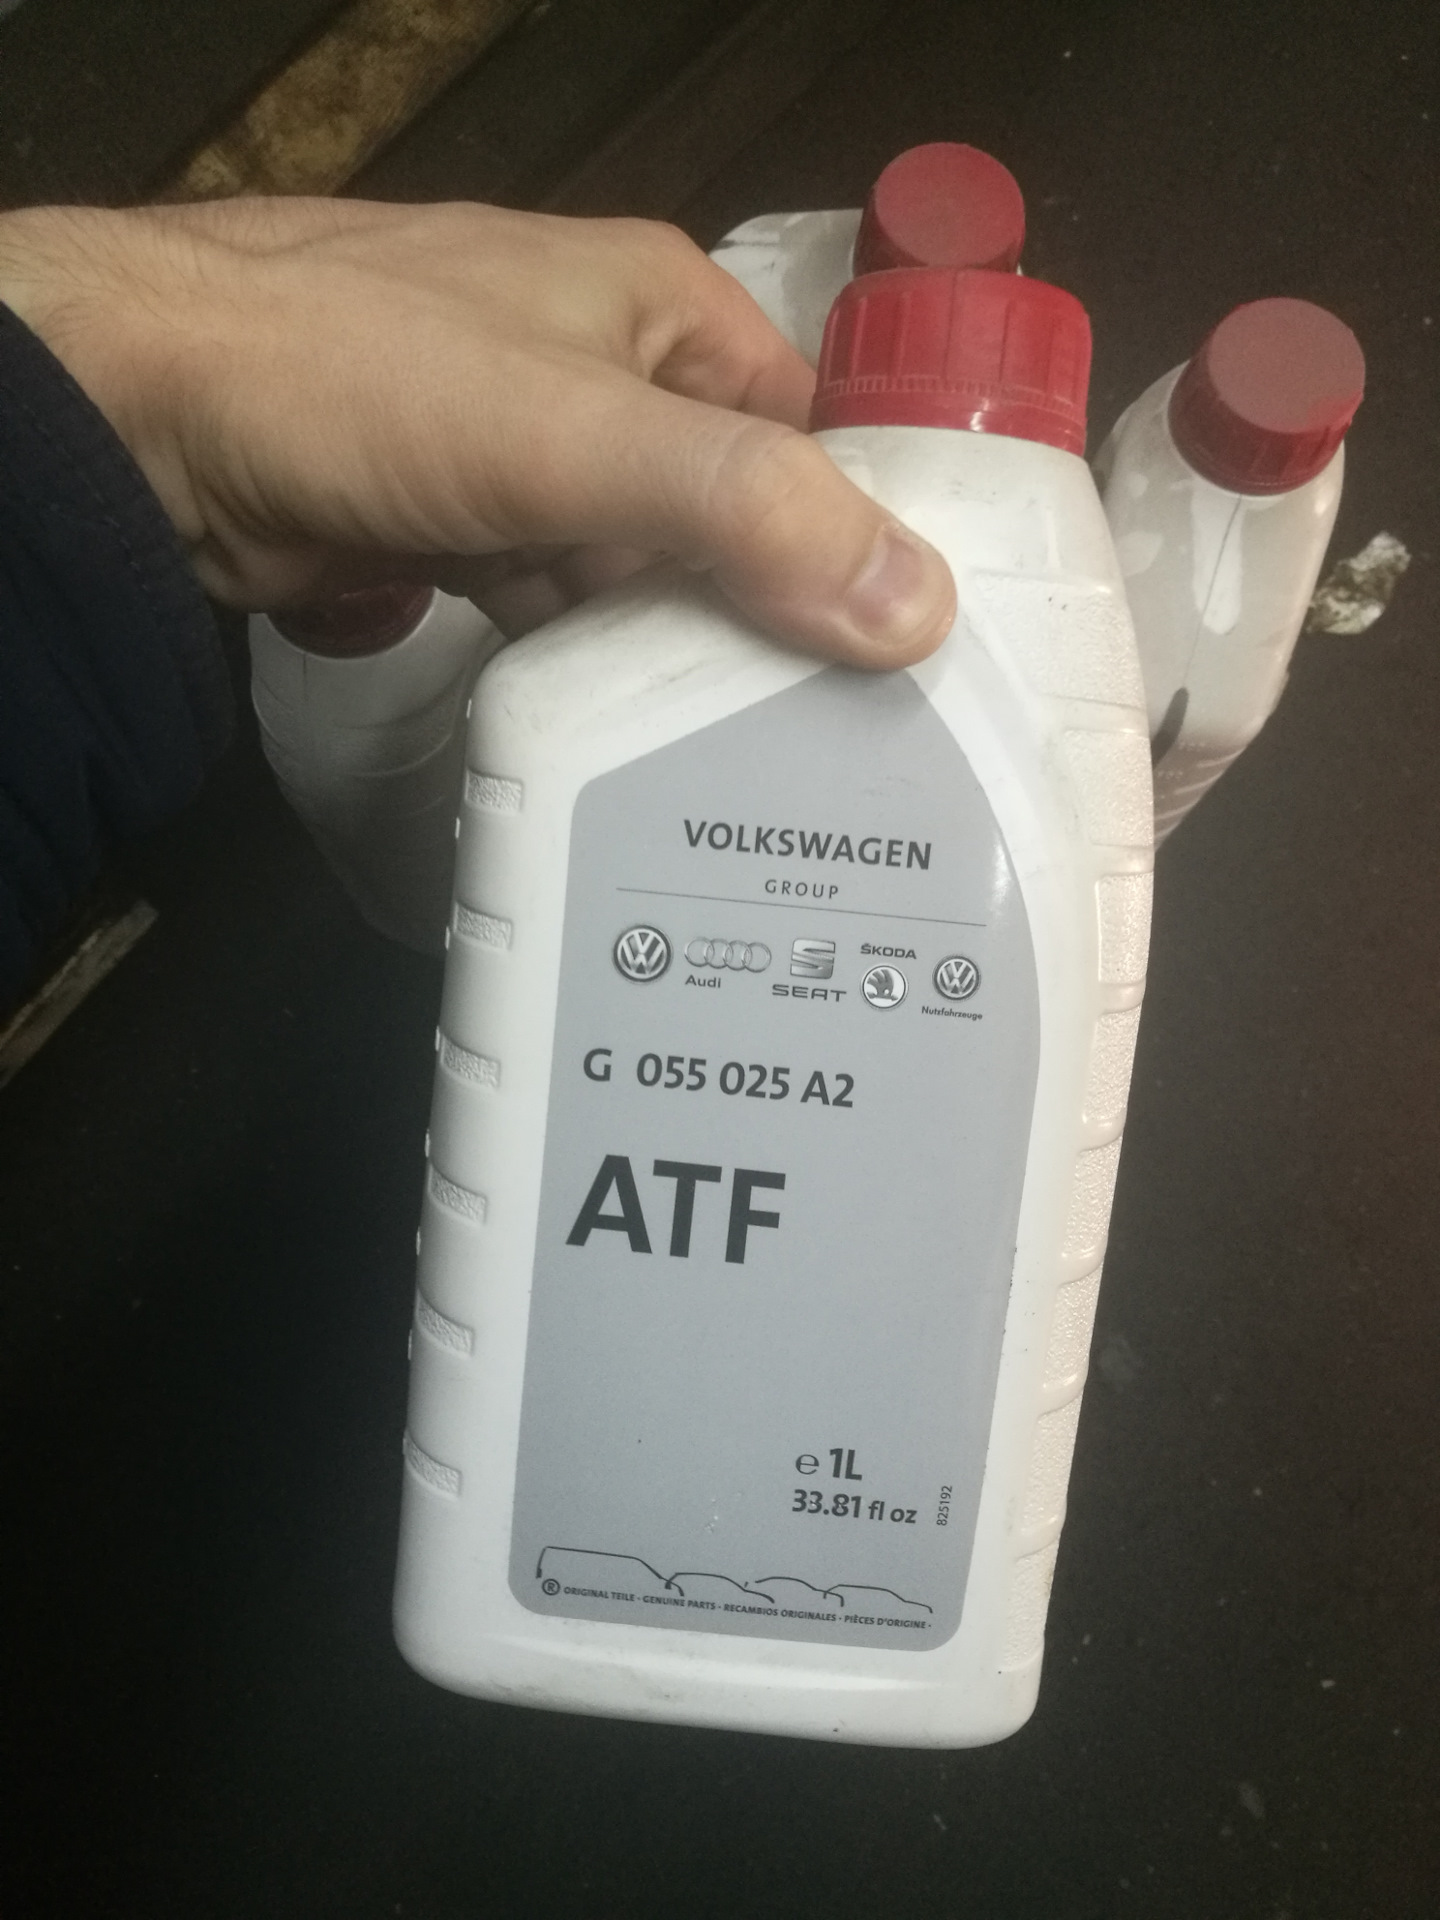 VOLKSWAGEN
GROUP
Audi
SEAT
ŠKODA
Nutzfahrzeuge
G 055 025 A2
ATF
e 1L
33.81 fl oz
825192
® ORIGINAL TEILE · GENUINE PARTS · RECAMBIOS ORIGINALES · PIÈCES D'ORIGINE ·